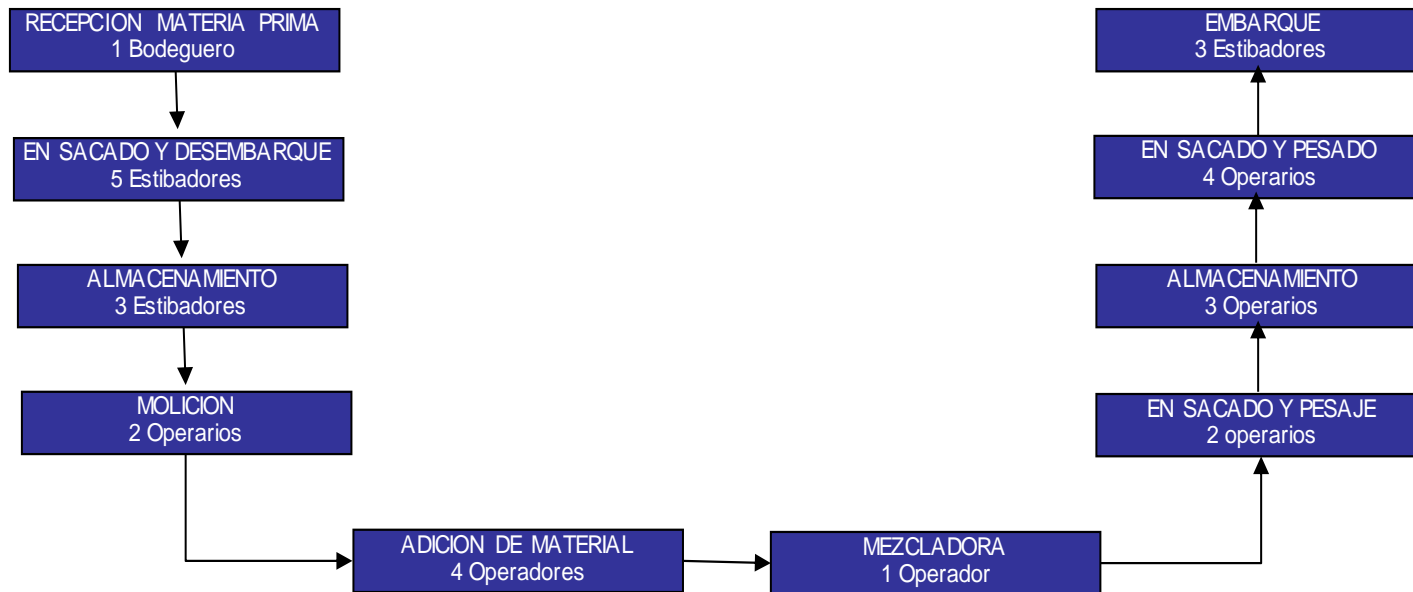 RECEPCION MATERIA PRIMA
1 Bodeguero
EN SACADO Y DESEMBARQUE
5 Estibadores
ALMACENAMIENTO
3 Estibadores
MOLICION
2 Operarios
ADICION DE MATERIAL
4 Operadores
MEZCLADORA
1 Operador
EN SACADO Y PESAJE
2 operarios
ALMACENAMIENTO
3 Operarios
EN SACADO Y PESADO
4 Operarios
EMBARQUE
3 Estibadores